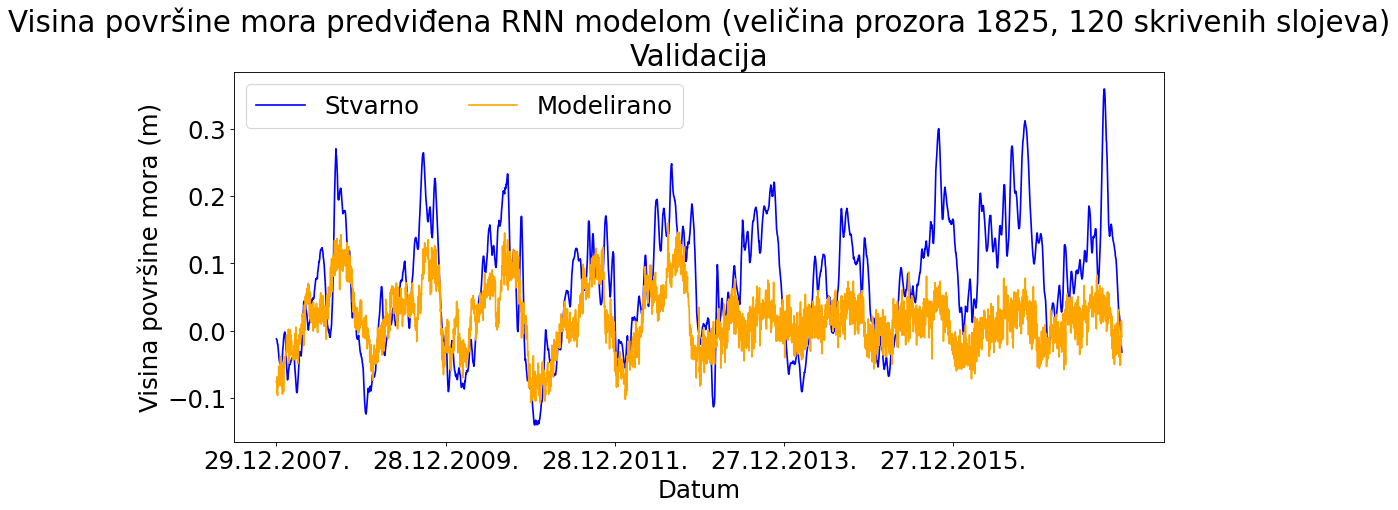 Visina površine mora predviđena RNN modelom (veličina prozora 1825, 120 skrivenih slojeva)
Validacija
Stvarno
Modelirano
Visina površine mora (m)
0.3
0.2
0.1
0.0
−0.1
29.12.2007.
28.12.2009.
28.12.2011.
27.12.2013.
27.12.2015.
Datum